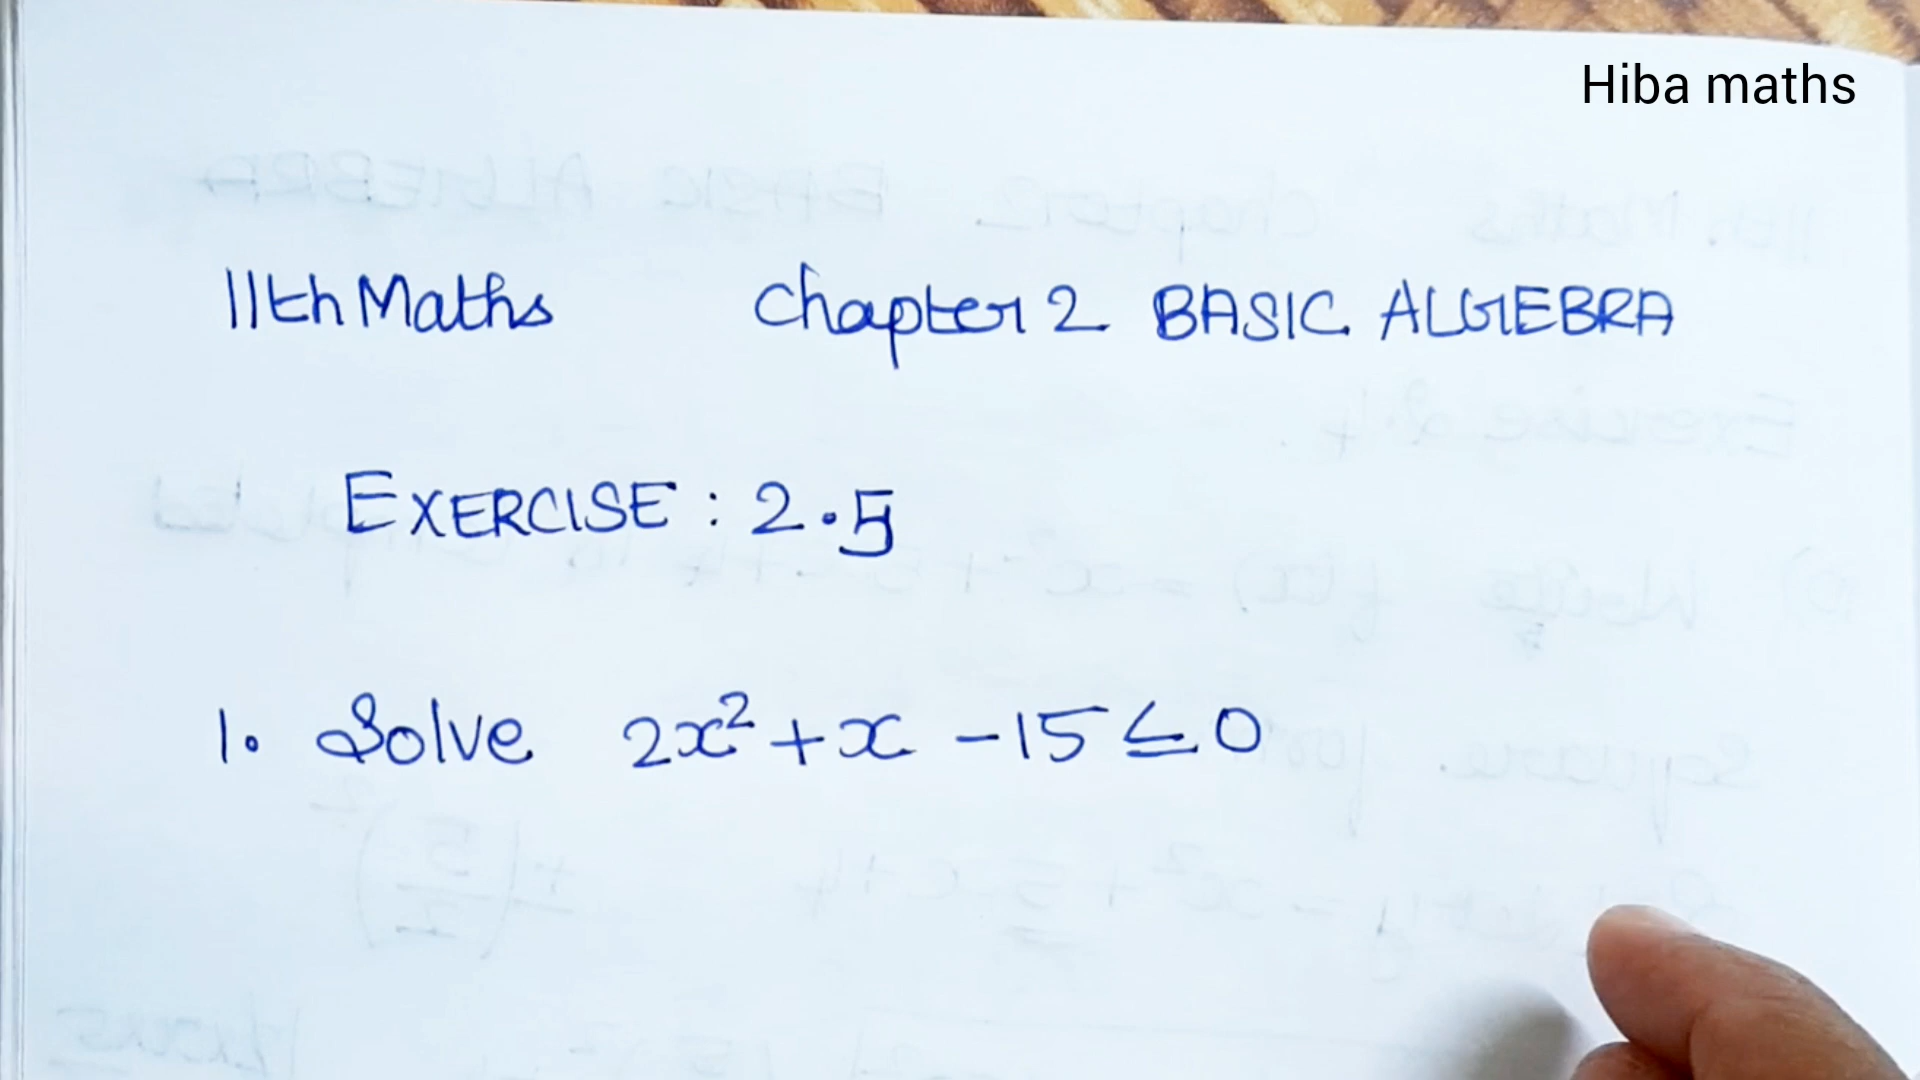 Hiba maths
11th Maths Chapter 2 BASIC ALGEBRA
EXERCISE : 2.5
1. Solve 2x² + x - 15 ≤ 0